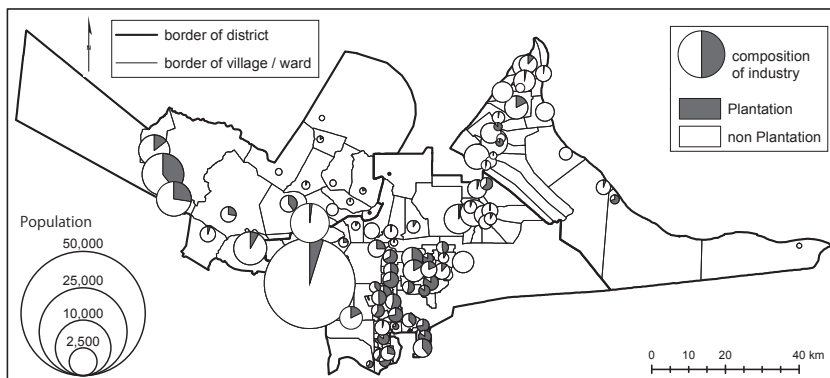 N
border of district
border of village / ward
composition
of industry
Plantation
non Plantation
Population
50,000
25,000
10,000
2,500
0 10 20 40 km